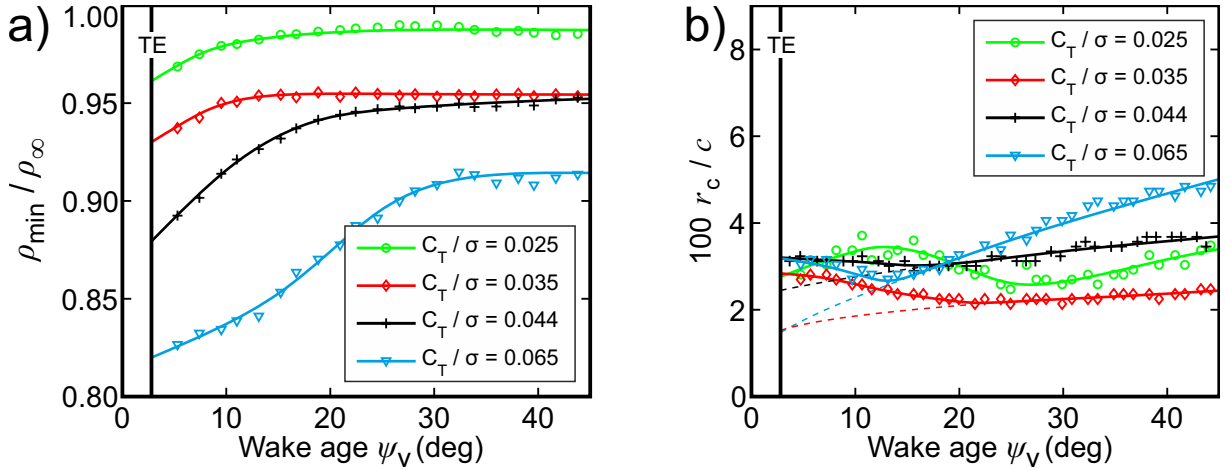 a)
TE
1.00
0.95
0.90
0.85
0.80
ρmin / ρ∞
C_T / σ = 0.025
C_T / σ = 0.035
C_T / σ = 0.044
C_T / σ = 0.065
0 10 20 30 40
Wake age ψ_v (deg)
b)
TE
8
6
4
2
0
100 r_c / c
C_T / σ = 0.025
C_T / σ = 0.035
C_T / σ = 0.044
C_T / σ = 0.065
0 10 20 30 40
Wake age ψ_v (deg)